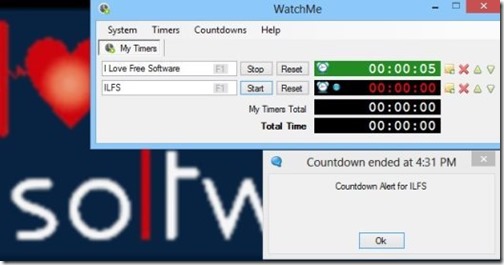 WatchMe
System Timers Countdowns Help
My Timers
I Love Free Software F1 Stop Reset 00:00:05
ILFS F1 Start Reset 00:00:00
My Timers Total 00:00:00
Total Time 00:00:00
Countdown ended at 4:31 PM
Countdown Alert for ILFS
Ok
softw